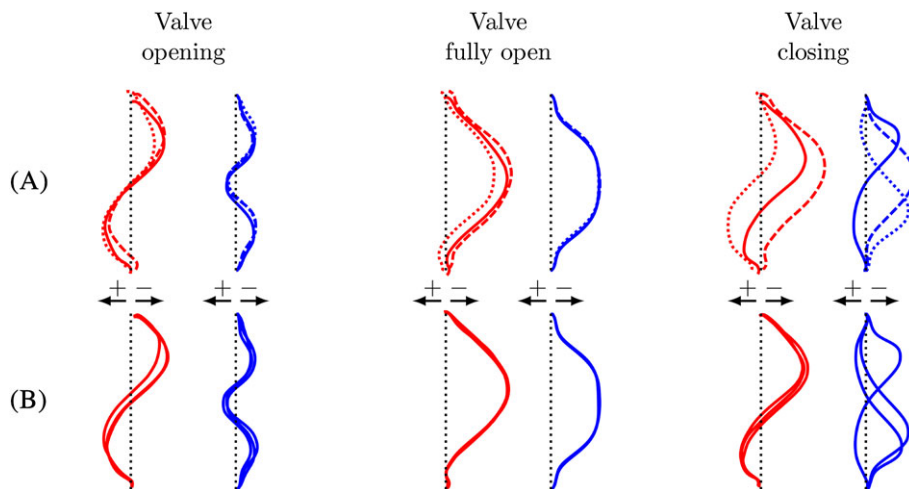 Valve opening
Valve fully open
Valve closing
(A)
+ − + − + − + − + − + −
(B)